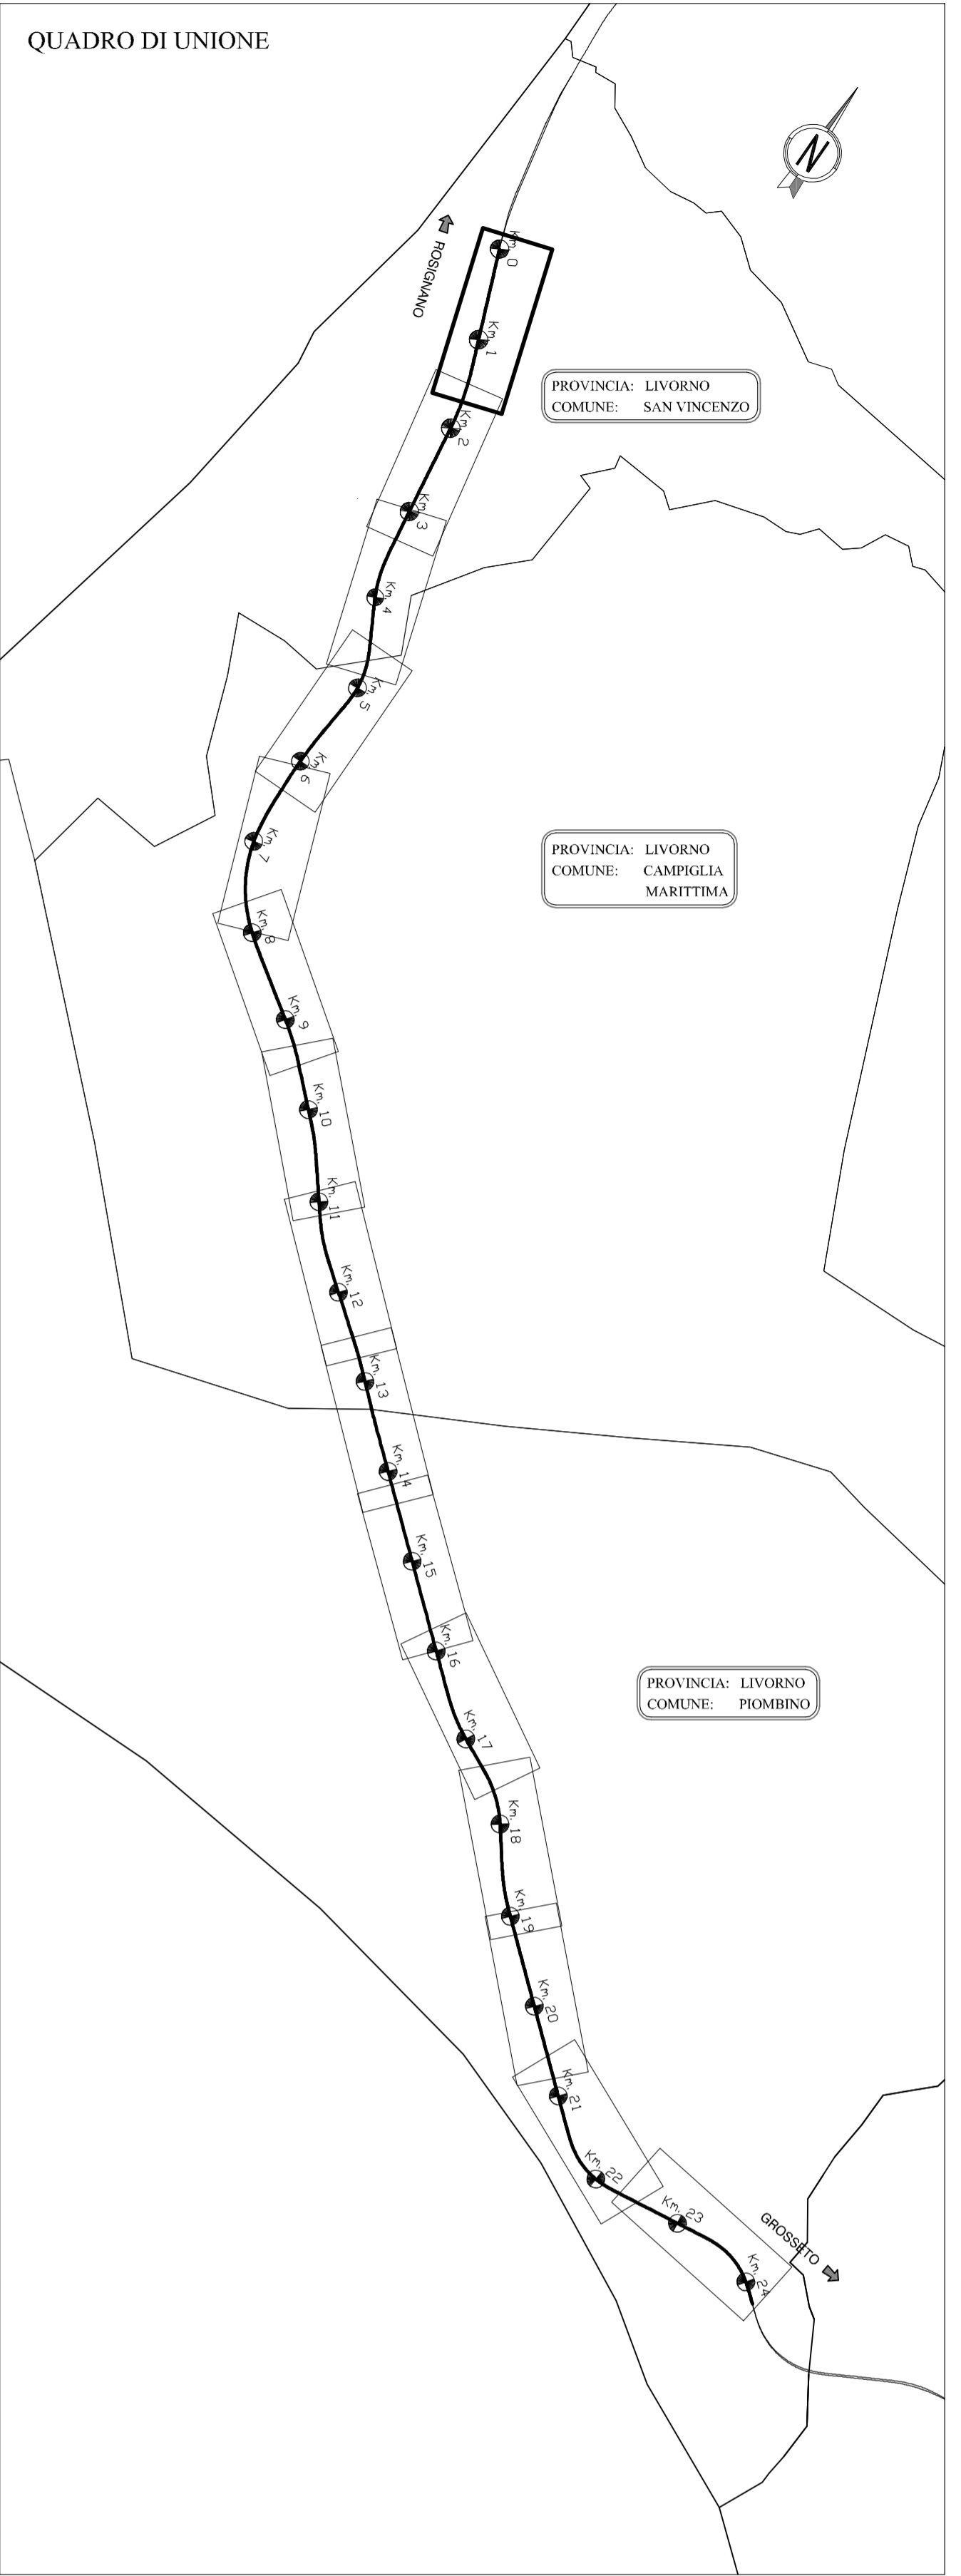 QUADRO DI UNIONE
N
Km. 0
ROSIGNANO
Km. 1
PROVINCIA: LIVORNO
COMUNE: SAN VINCENZO
Km. 2
Km. 3
Km. 4
Km. 5
Km. 6
Km. 7
PROVINCIA: LIVORNO
COMUNE: CAMPIGLIA
MARITTIMA
Km. 8
Km. 9
Km. 10
Km. 11
Km. 12
Km. 13
Km. 14
Km. 15
Km. 16
PROVINCIA: LIVORNO
COMUNE: PIOMBINO
Km. 17
Km. 18
Km. 19
Km. 20
Km. 21
Km. 22
Km. 23
GROSSETO
Km. 24